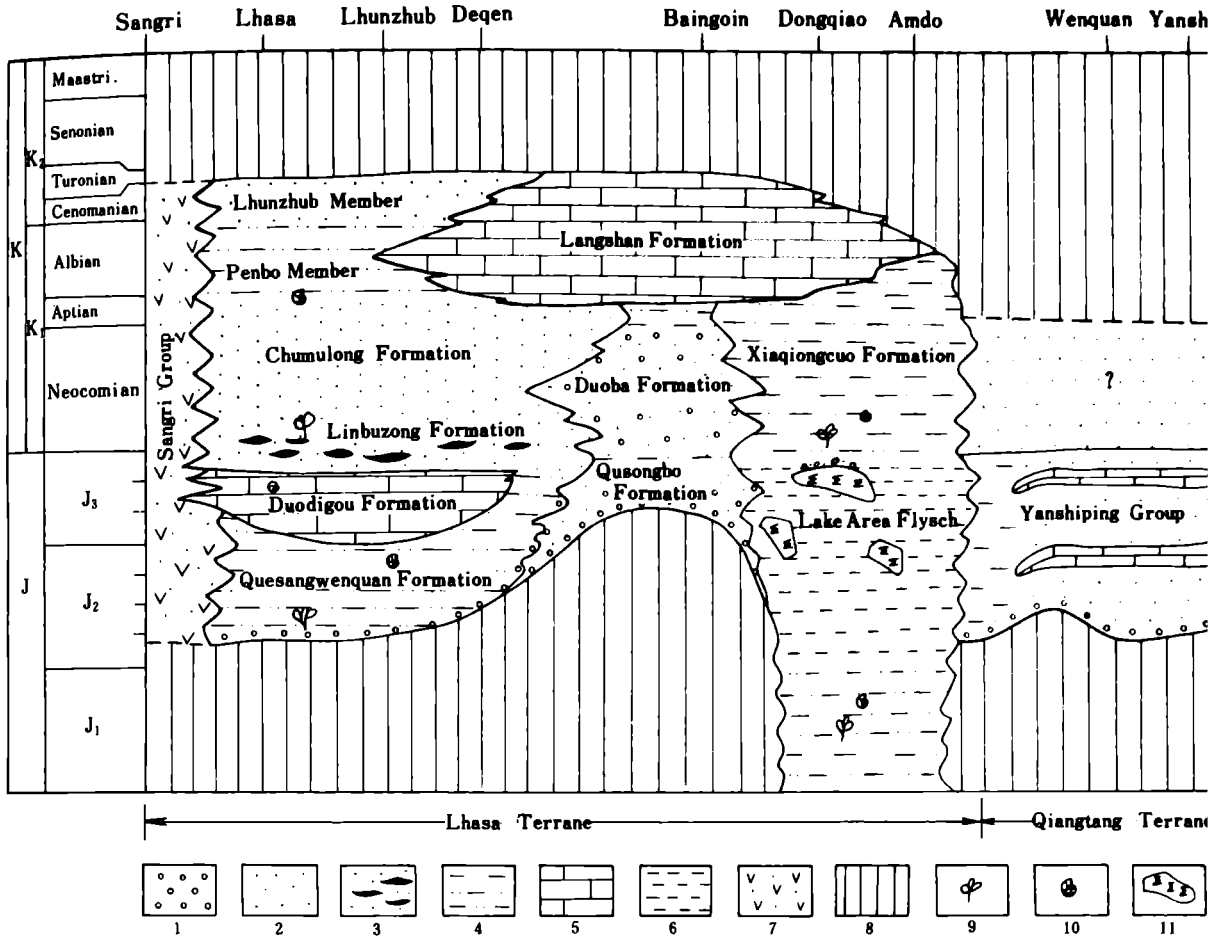 Sangri Lhasa Lhunzhub Deqen Baingoin Dongqiao Amdo Wenquan Yansh
Maastri.
Senonian
K₂
Turonian
Cenomanian
Lhunzhub Member
Langshan Formation
K
Albian
Penbo Member
Aptian
K₁
Chumulong Formation
Xiaqiongcuo Formation
Neocomian
Duoba Formation
?
Sangri Group
Linbuzong Formation
Qusongbo
Formation
J₃
Duodigou Formation
Lake Area Flysch
Yanshiping Group
Quesangwenquan Formation
J
J₂
J₁
Lhasa Terrane
Qiangtang Terrane
1 2 3 4 5 6 7 8 9 10 11